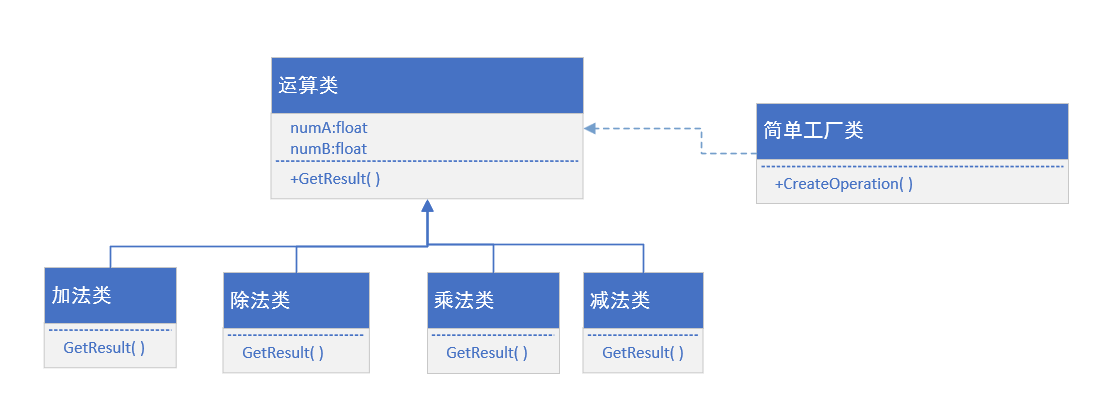 运算类
numA:float
numB:float
+GetResult( )
简单工厂类
+CreateOperation( )
加法类
GetResult( )
除法类
GetResult( )
乘法类
GetResult( )
减法类
GetResult( )